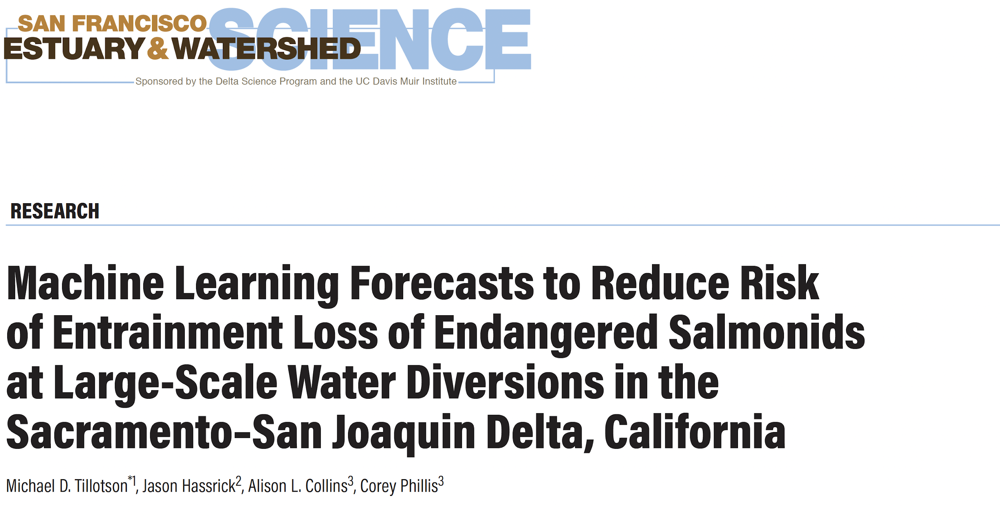 SAN FRANCISCO
ESTUARY & WATERSHED SCIENCE
Sponsored by the Delta Science Program and the UC Davis Muir Institute
RESEARCH
Machine Learning Forecasts to Reduce Risk
of Entrainment Loss of Endangered Salmonids
at Large-Scale Water Diversions in the
Sacramento–San Joaquin Delta, California
Michael D. Tillotson*1, Jason Hassrick2, Alison L. Collins3, Corey Phillis3